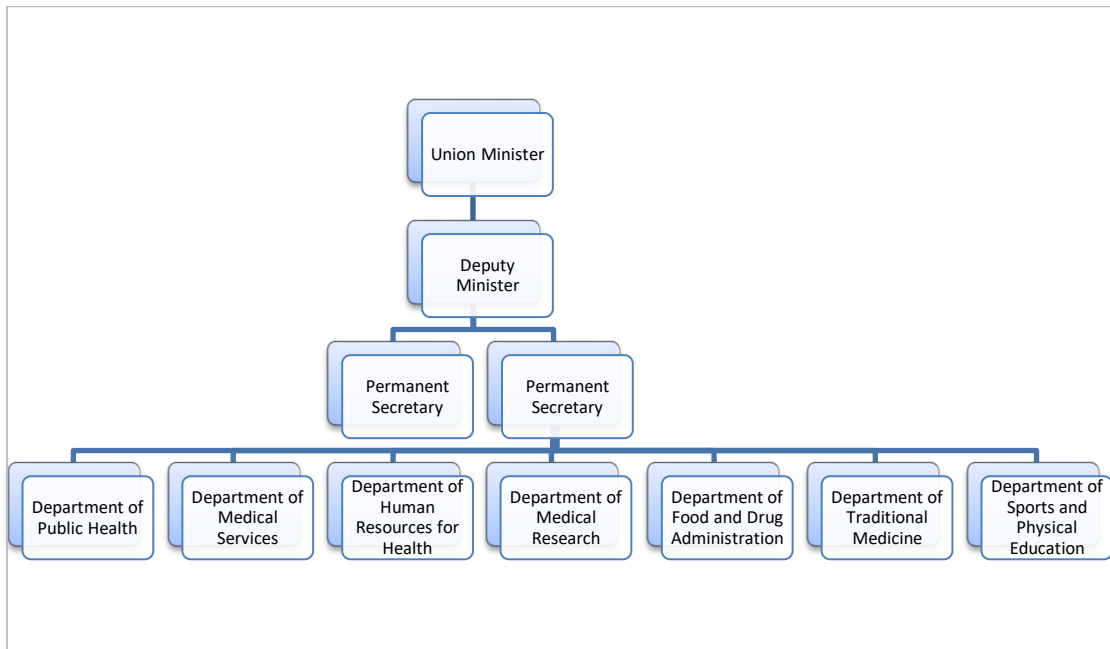 Union Minister
Deputy
Minister
Permanent
Secretary
Permanent
Secretary
Department of
Public Health
Department of
Medical
Services
Department of
Human
Resources for
Health
Department of
Medical
Research
Department of
Food and Drug
Administration
Department of
Traditional
Medicine
Department of
Sports and
Physical
Education